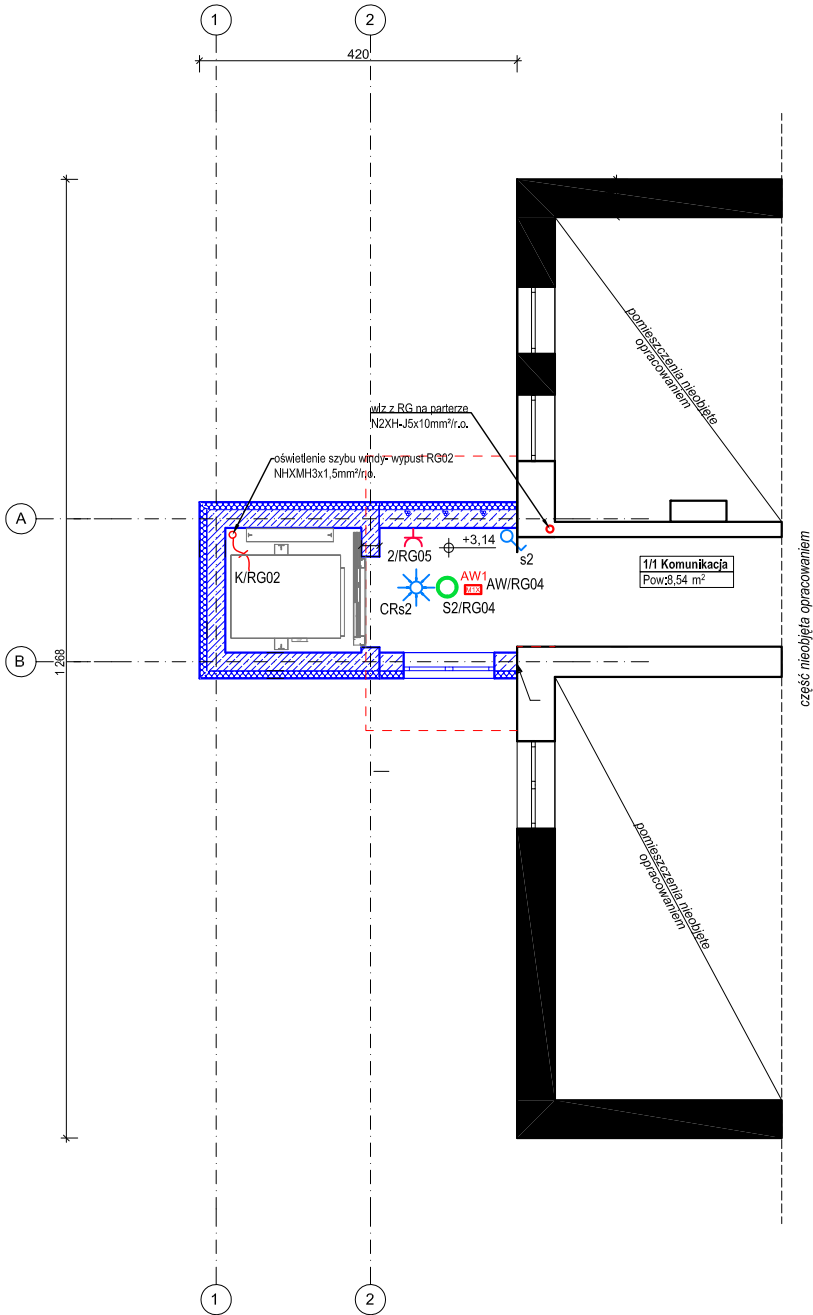 1
2
420
pomieszczenia nieobjęte
opracowaniem
wlz z RG na parterze
N2XH-J5x10mm²/r.o.
oświetlenie szybu windy- wypust RG02
NHXMH3x1,5mm²/r.o.
A
2/RG05
+3,14
s2
K/RG02
AW1
AW/RG04
CRs2
S2/RG04
1/1 Komunikacja
Pow:8,54 m²
część nieobjęta opracowaniem
B
1 268
pomieszczenia nieobjęte
opracowaniem
1
2